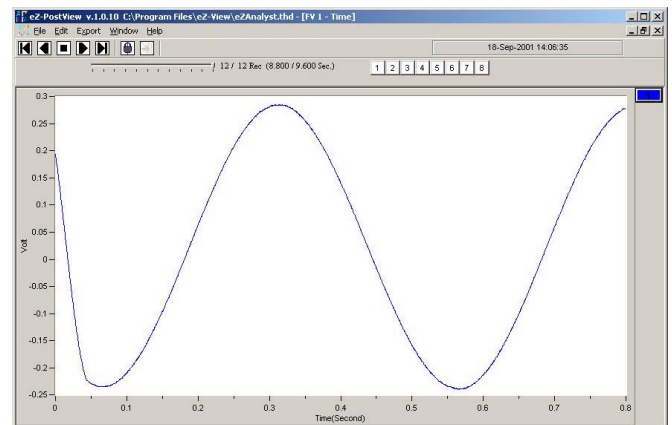 eZ-PostView v.1.0.10 C:\Program Files\eZ-View\eZAnalyst.thd - [FV 1 - Time]
File Edit Export Window Help
18-Sep-2001 14:06:35
12 / 12 Rec (8.800 / 9.600 Sec.)
1 2 3 4 5 6 7 8
0.3
0.25
0.2
0.15
0.1
0.05
0
-0.05
-0.1
-0.15
-0.2
-0.25
Volt
0 0.1 0.2 0.3 0.4 0.5 0.6 0.7 0.8
Time(Second)